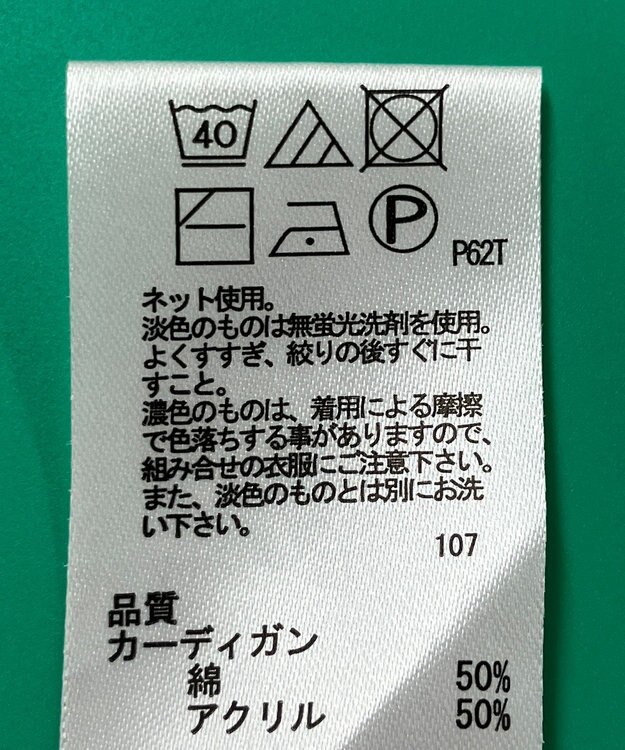 40
P
P62T
ネット使用。
淡色のものは無蛍光洗剤を使用。
よくすすぎ、絞りの後すぐに干
すこと。
濃色のものは、着用による摩擦
で色落ちする事がありますので、
組み合せの衣服にご注意下さい。
また、淡色のものとは別にお洗
い下さい。
107
品質
カーディガン
綿 50%
アクリル 50%